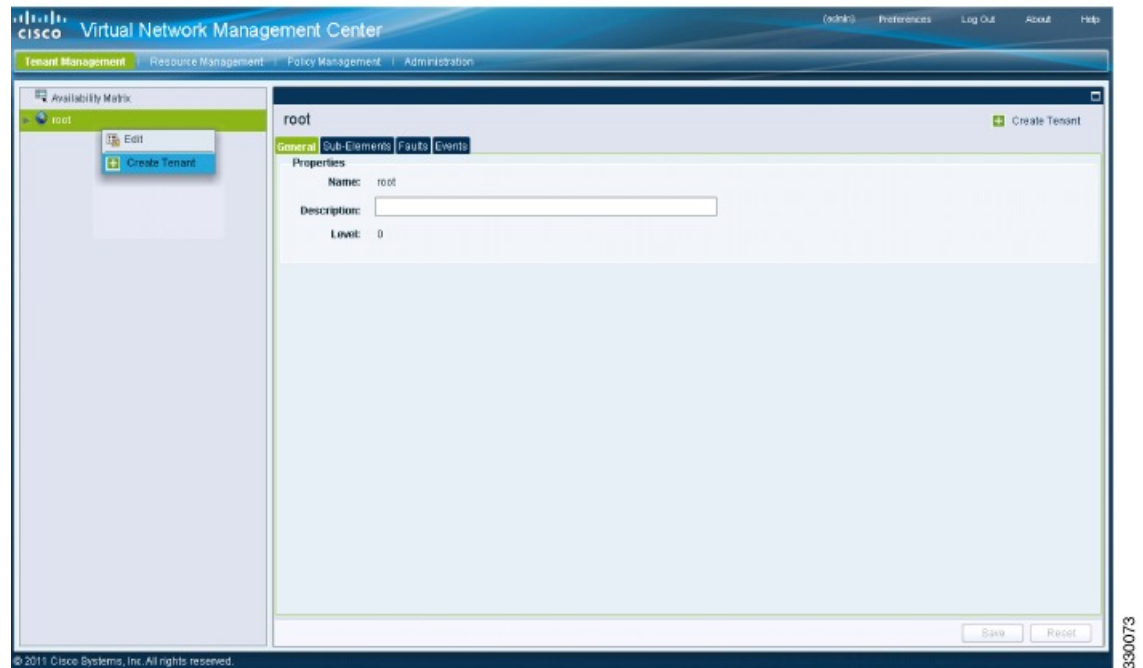 CISCO Virtual Network Management Center
(admin) Preferences Log Out About Help
Tenant Management | Resource Management | Policy Management | Administration
Availability Matrix
root
Edit
Create Tenant
root
Create Tenant
General Sub-Elements Faults Events
Properties
Name: root
Description:
Level: 0
Save Reset
© 2011 Cisco Systems, Inc. All rights reserved.
330073